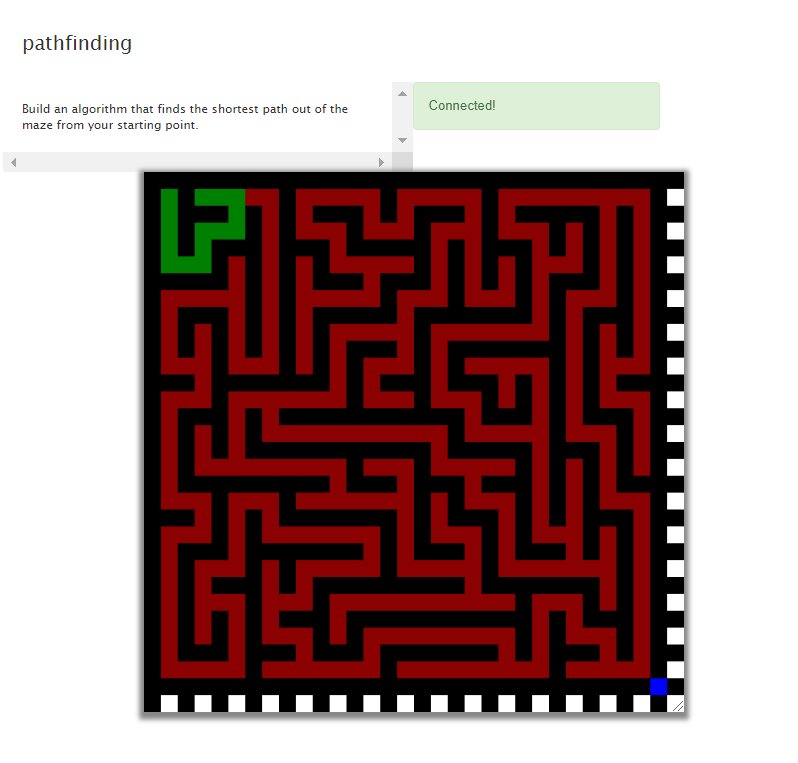 pathfinding
Build an algorithm that finds the shortest path out of the
maze from your starting point.
Connected!